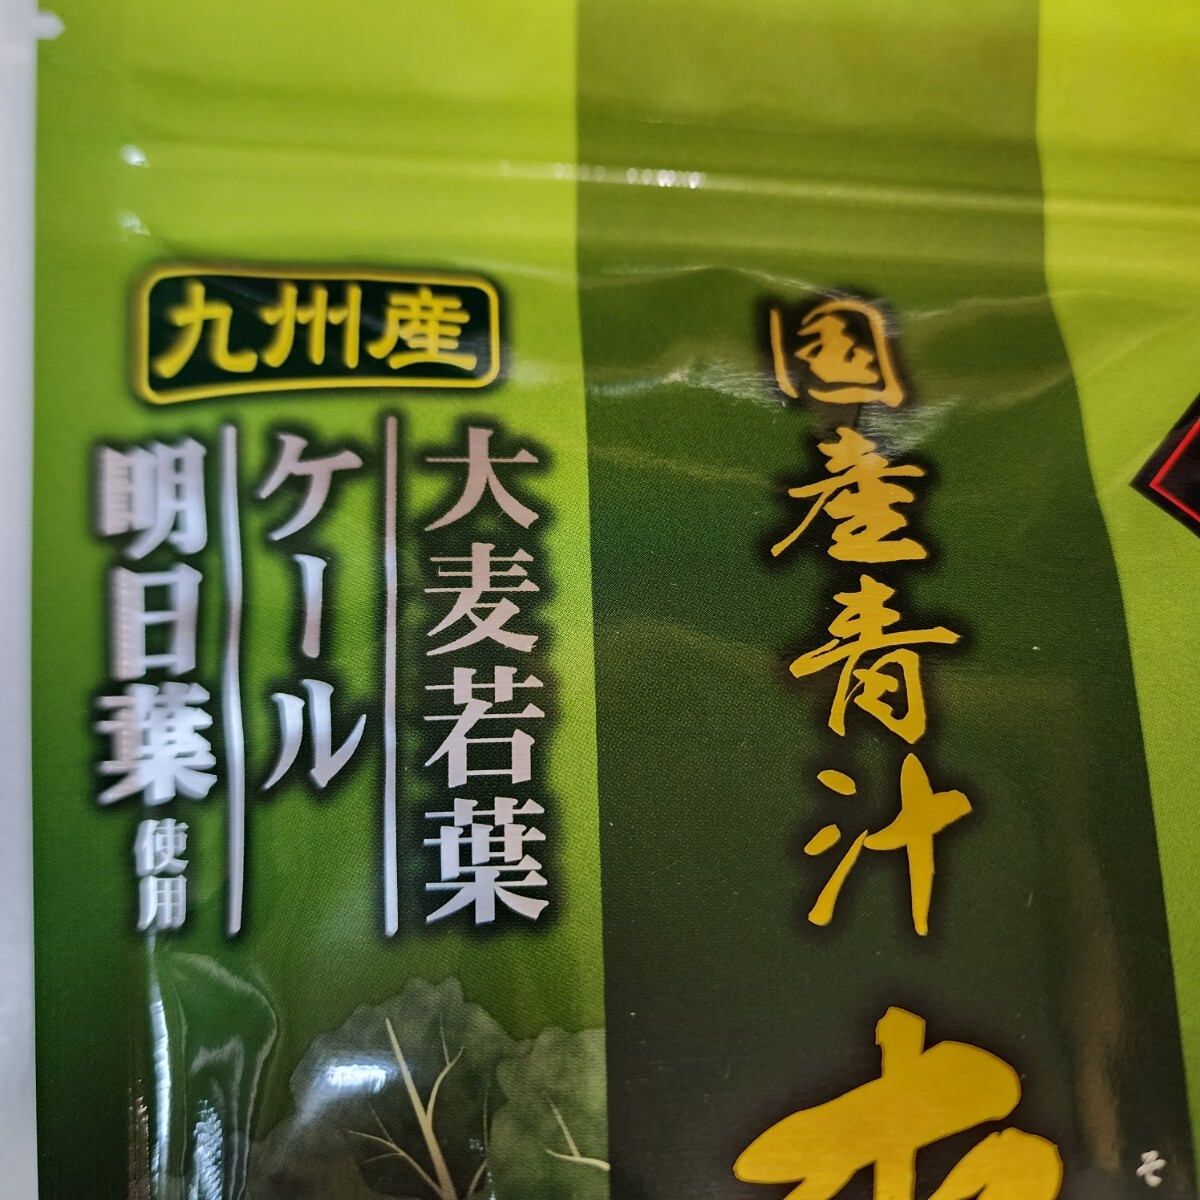 九州産
大麦若葉
ケール
明日葉使用
国産青汁
そ